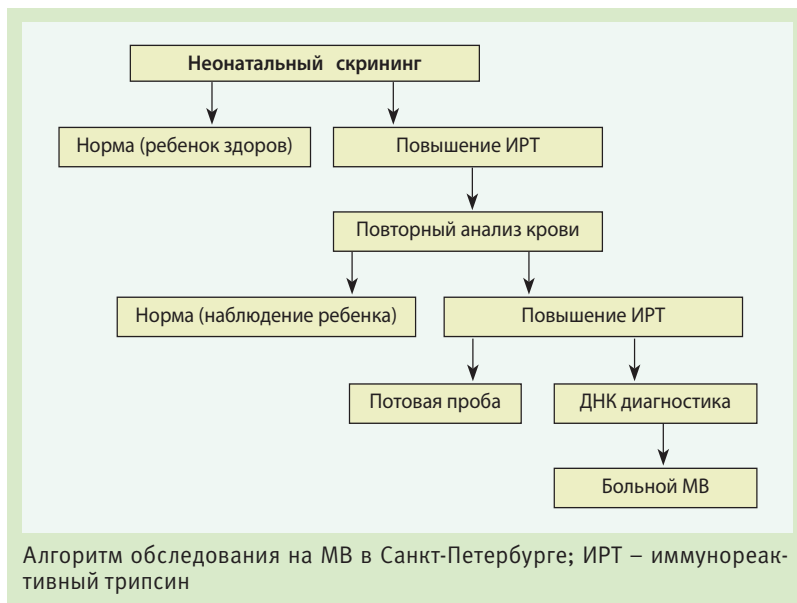 Неонатальный скрининг
Норма (ребенок здоров)
Повышение ИРТ
Повторный анализ крови
Норма (наблюдение ребенка)
Повышение ИРТ
Потовая проба
ДНК диагностика
Больной МВ
Алгоритм обследования на МВ в Санкт-Петербурге; ИРТ – иммунореак-
тивный трипсин